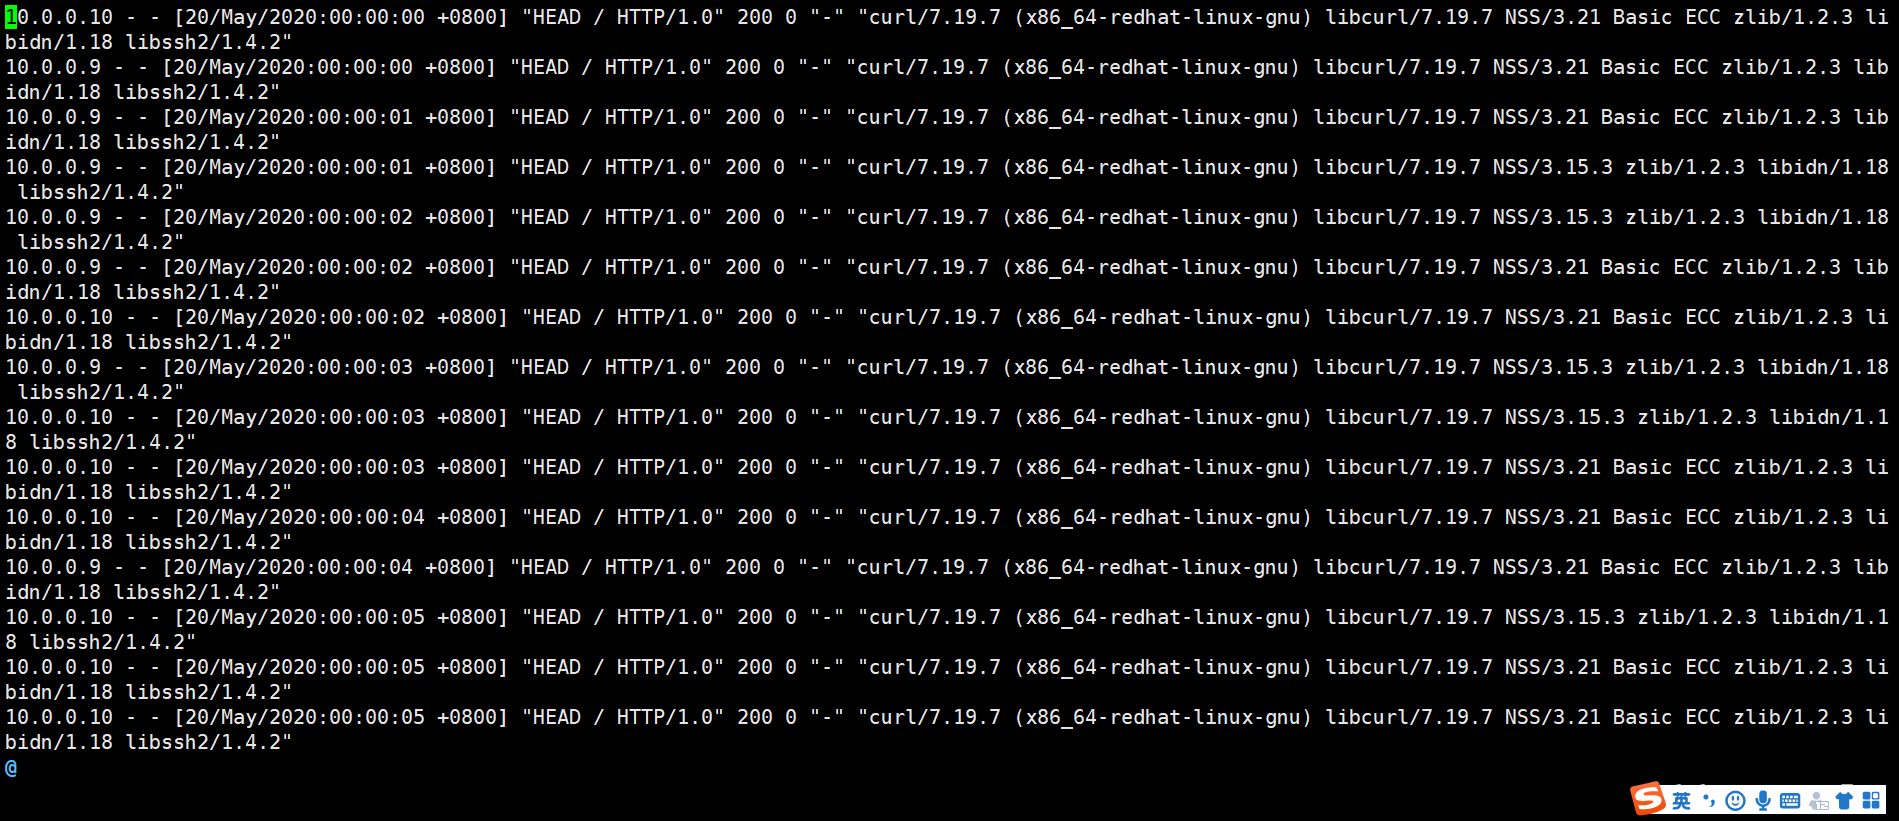 10.0.0.10 - - [20/May/2020:00:00:00 +0800] "HEAD / HTTP/1.0" 200 0 "-" "curl/7.19.7 (x86_64-redhat-linux-gnu) libcurl/7.19.7 NSS/3.21 Basic ECC zlib/1.2.3 li
bidn/1.18 libssh2/1.4.2"
10.0.0.9 - - [20/May/2020:00:00:00 +0800] "HEAD / HTTP/1.0" 200 0 "-" "curl/7.19.7 (x86_64-redhat-linux-gnu) libcurl/7.19.7 NSS/3.21 Basic ECC zlib/1.2.3 lib
idn/1.18 libssh2/1.4.2"
10.0.0.9 - - [20/May/2020:00:00:01 +0800] "HEAD / HTTP/1.0" 200 0 "-" "curl/7.19.7 (x86_64-redhat-linux-gnu) libcurl/7.19.7 NSS/3.21 Basic ECC zlib/1.2.3 lib
idn/1.18 libssh2/1.4.2"
10.0.0.9 - - [20/May/2020:00:00:01 +0800] "HEAD / HTTP/1.0" 200 0 "-" "curl/7.19.7 (x86_64-redhat-linux-gnu) libcurl/7.19.7 NSS/3.15.3 zlib/1.2.3 libidn/1.18
 libssh2/1.4.2"
10.0.0.9 - - [20/May/2020:00:00:02 +0800] "HEAD / HTTP/1.0" 200 0 "-" "curl/7.19.7 (x86_64-redhat-linux-gnu) libcurl/7.19.7 NSS/3.15.3 zlib/1.2.3 libidn/1.18
 libssh2/1.4.2"
10.0.0.9 - - [20/May/2020:00:00:02 +0800] "HEAD / HTTP/1.0" 200 0 "-" "curl/7.19.7 (x86_64-redhat-linux-gnu) libcurl/7.19.7 NSS/3.21 Basic ECC zlib/1.2.3 lib
idn/1.18 libssh2/1.4.2"
10.0.0.10 - - [20/May/2020:00:00:02 +0800] "HEAD / HTTP/1.0" 200 0 "-" "curl/7.19.7 (x86_64-redhat-linux-gnu) libcurl/7.19.7 NSS/3.21 Basic ECC zlib/1.2.3 li
bidn/1.18 libssh2/1.4.2"
10.0.0.9 - - [20/May/2020:00:00:03 +0800] "HEAD / HTTP/1.0" 200 0 "-" "curl/7.19.7 (x86_64-redhat-linux-gnu) libcurl/7.19.7 NSS/3.15.3 zlib/1.2.3 libidn/1.18
 libssh2/1.4.2"
10.0.0.10 - - [20/May/2020:00:00:03 +0800] "HEAD / HTTP/1.0" 200 0 "-" "curl/7.19.7 (x86_64-redhat-linux-gnu) libcurl/7.19.7 NSS/3.15.3 zlib/1.2.3 libidn/1.1
8 libssh2/1.4.2"
10.0.0.10 - - [20/May/2020:00:00:03 +0800] "HEAD / HTTP/1.0" 200 0 "-" "curl/7.19.7 (x86_64-redhat-linux-gnu) libcurl/7.19.7 NSS/3.21 Basic ECC zlib/1.2.3 li
bidn/1.18 libssh2/1.4.2"
10.0.0.10 - - [20/May/2020:00:00:04 +0800] "HEAD / HTTP/1.0" 200 0 "-" "curl/7.19.7 (x86_64-redhat-linux-gnu) libcurl/7.19.7 NSS/3.21 Basic ECC zlib/1.2.3 li
bidn/1.18 libssh2/1.4.2"
10.0.0.9 - - [20/May/2020:00:00:04 +0800] "HEAD / HTTP/1.0" 200 0 "-" "curl/7.19.7 (x86_64-redhat-linux-gnu) libcurl/7.19.7 NSS/3.21 Basic ECC zlib/1.2.3 lib
idn/1.18 libssh2/1.4.2"
10.0.0.10 - - [20/May/2020:00:00:05 +0800] "HEAD / HTTP/1.0" 200 0 "-" "curl/7.19.7 (x86_64-redhat-linux-gnu) libcurl/7.19.7 NSS/3.15.3 zlib/1.2.3 libidn/1.1
8 libssh2/1.4.2"
10.0.0.10 - - [20/May/2020:00:00:05 +0800] "HEAD / HTTP/1.0" 200 0 "-" "curl/7.19.7 (x86_64-redhat-linux-gnu) libcurl/7.19.7 NSS/3.21 Basic ECC zlib/1.2.3 li
bidn/1.18 libssh2/1.4.2"
10.0.0.10 - - [20/May/2020:00:00:05 +0800] "HEAD / HTTP/1.0" 200 0 "-" "curl/7.19.7 (x86_64-redhat-linux-gnu) libcurl/7.19.7 NSS/3.21 Basic ECC zlib/1.2.3 li
bidn/1.18 libssh2/1.4.2"
@
S 英